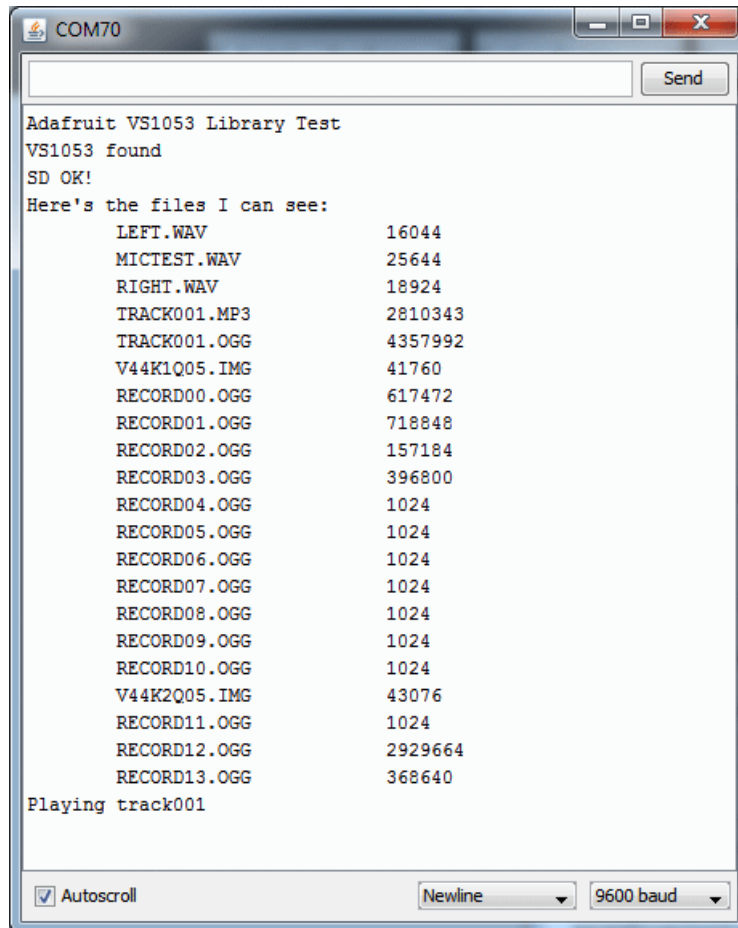 COM70
Send
Adafruit VS1053 Library Test
VS1053 found
SD OK!
Here's the files I can see:
LEFT.WAV 16044
MICTEST.WAV 25644
RIGHT.WAV 18924
TRACK001.MP3 2810343
TRACK001.OGG 4357992
V44K1Q05.IMG 41760
RECORD00.OGG 617472
RECORD01.OGG 718848
RECORD02.OGG 157184
RECORD03.OGG 396800
RECORD04.OGG 1024
RECORD05.OGG 1024
RECORD06.OGG 1024
RECORD07.OGG 1024
RECORD08.OGG 1024
RECORD09.OGG 1024
RECORD10.OGG 1024
V44K2Q05.IMG 43076
RECORD11.OGG 1024
RECORD12.OGG 2929664
RECORD13.OGG 368640
Playing track001
Autoscroll Newline 9600 baud